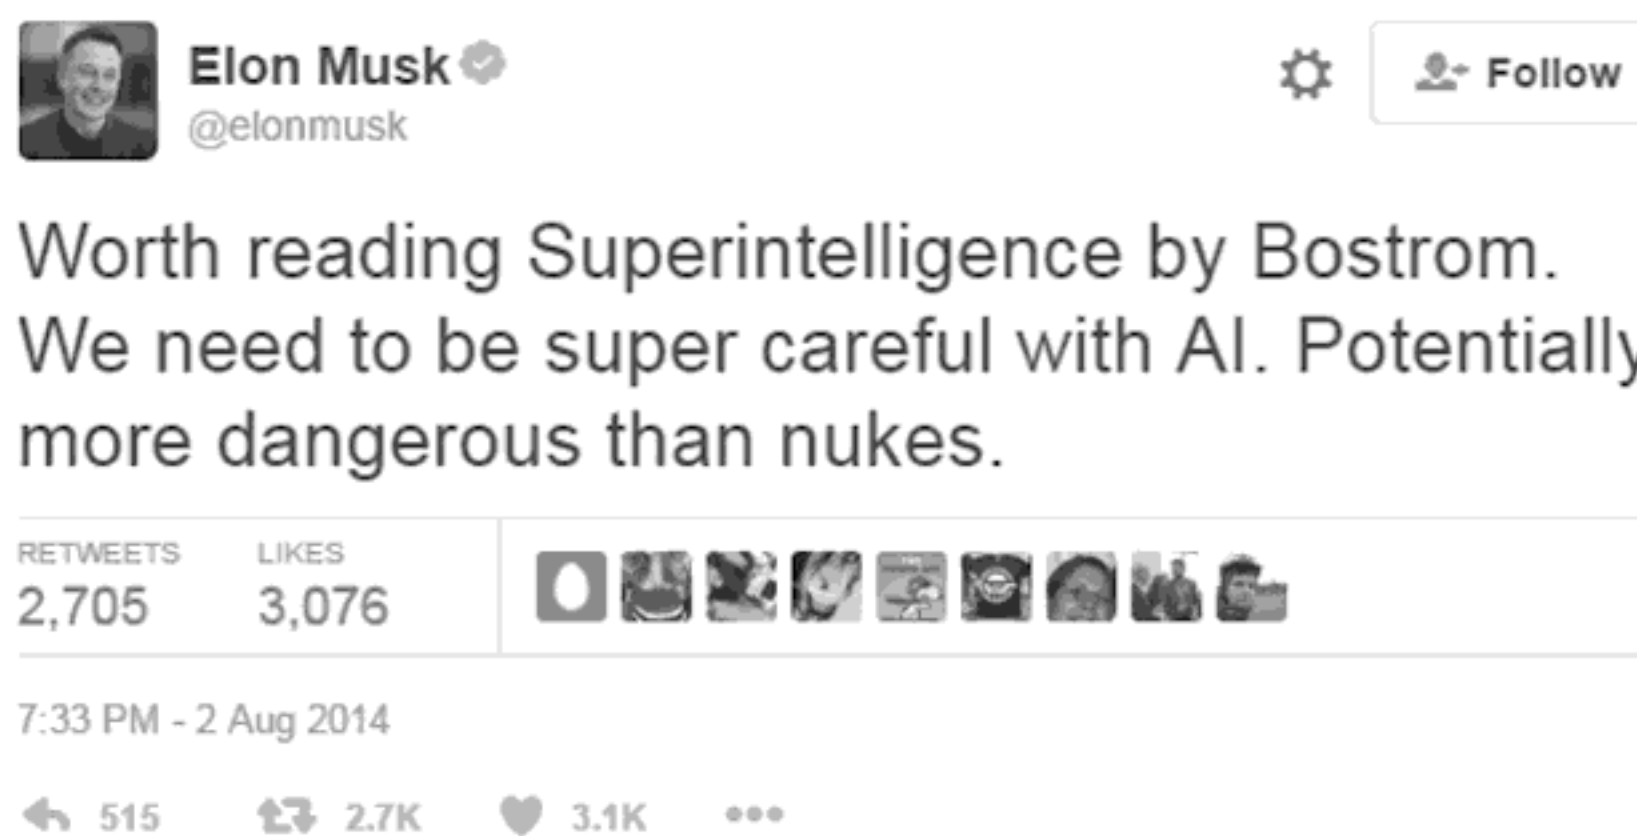 Elon Musk
@elonmusk
Follow
Worth reading Superintelligence by Bostrom.
We need to be super careful with AI. Potentially
more dangerous than nukes.
RETWEETS LIKES
2,705 3,076
7:33 PM - 2 Aug 2014
515 2.7K 3.1K